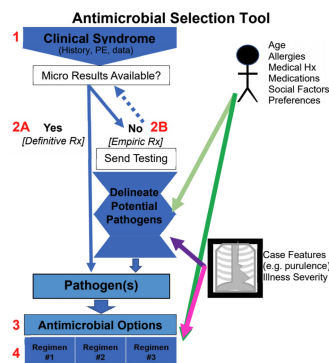 Antimicrobial Selection Tool
1
Clinical Syndrome
(History, PE, data)
Micro Results Available?
2A
Yes
[Definitive Rx]
No
2B
[Empiric Rx]
Send Testing
Delineate
Potential
Pathogens
Pathogen(s)
3
Antimicrobial Options
4
Regimen
#1
Regimen
#2
Regimen
#3
Age
Allergies
Medical Hx
Medications
Social Factors
Preferences
Case Features
(e.g. purulence)
Illness Severity